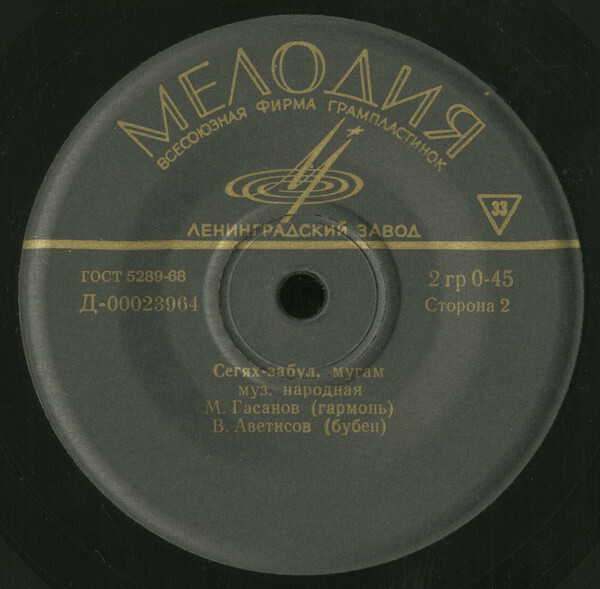 МЕЛОДИЯ
ВСЕСОЮЗНАЯ ФИРМА ГРАМПЛАСТИНОК
33
ЛЕНИНГРАДСКИЙ ЗАВОД
ГОСТ 5289-68
2 гр 0-45
Д-00023964
Сторона 2
Сегях-забул, мугам
муз. народная
М. Гасанов (гармонь)
В. Аветисов (бубен)